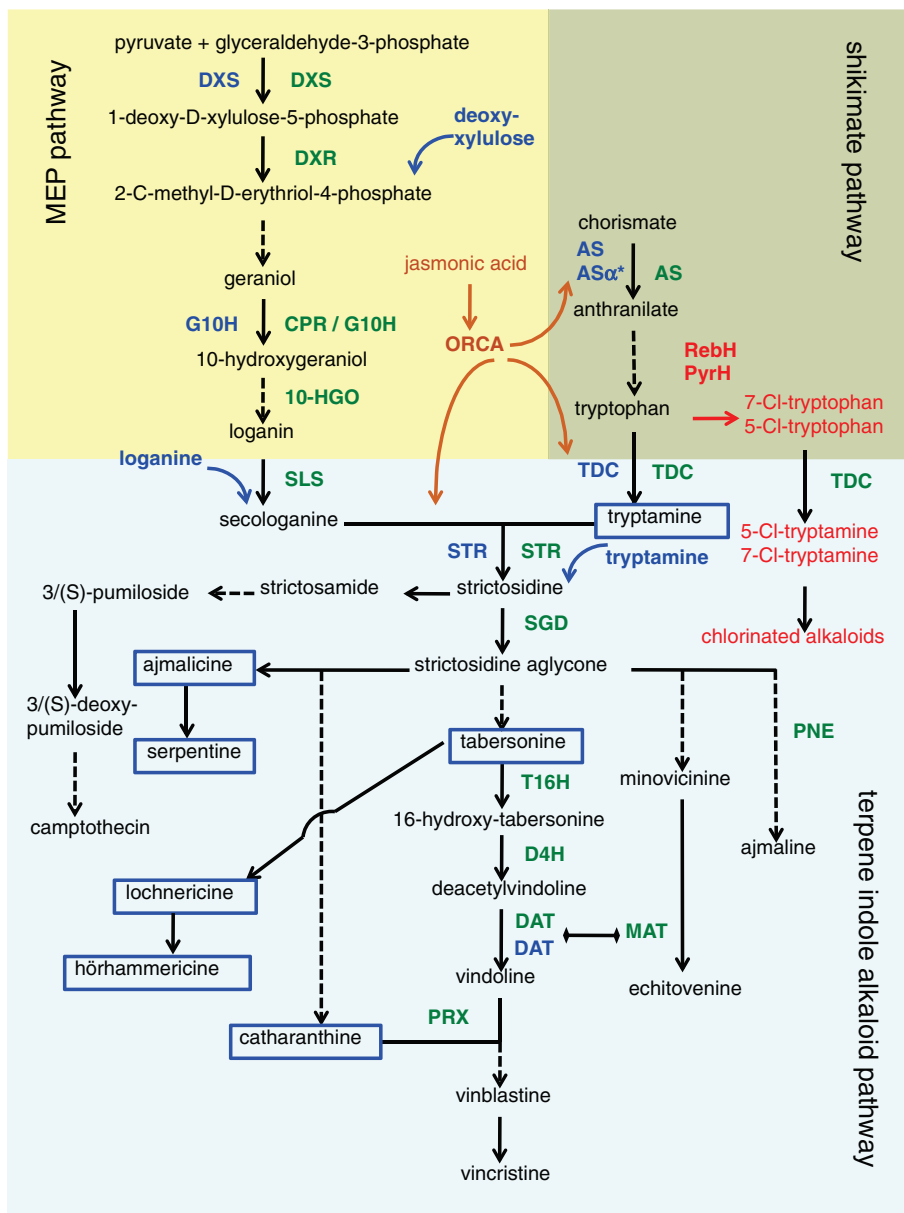 pyruvate + glyceraldehyde-3-phosphate
DXS DXS
1-deoxy-D-xylulose-5-phosphate
deoxy-
xylulose
DXR
2-C-methyl-D-erythriol-4-phosphate
MEP pathway
shikimate pathway
chorismate
AS
ASα*
AS
jasmonic acid
geraniol
anthranilate
G10H CPR / G10H
ORCA
RebH
PyrH
10-hydroxygeraniol
10-HGO
tryptophan
7-Cl-tryptophan
5-Cl-tryptophan
loganin
loganine
SLS
TDC TDC
TDC
secologanine
tryptamine
5-Cl-tryptamine
7-Cl-tryptamine
STR STR
tryptamine
3/(S)-pumiloside
strictosamide
strictosidine
SGD
chlorinated alkaloids
ajmalicine
strictosidine aglycone
3/(S)-deoxy-
pumiloside
serpentine
tabersonine
PNE
T16H
minovicinine
camptothecin
16-hydroxy-tabersonine
ajmaline
D4H
lochnericine
deacetylvindoline
DAT
DAT
MAT
hörhammericine
vindoline
echitovenine
PRX
catharanthine
vinblastine
vincristine
terpene indole alkaloid pathway